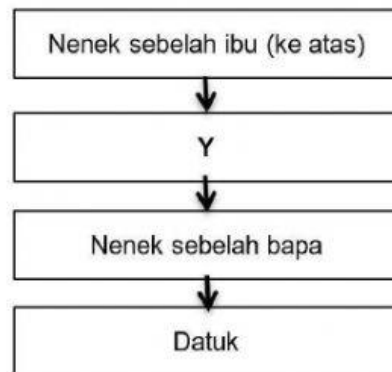 Nenek sebelah ibu (ke atas)
Y
Nenek sebelah bapa
Datuk